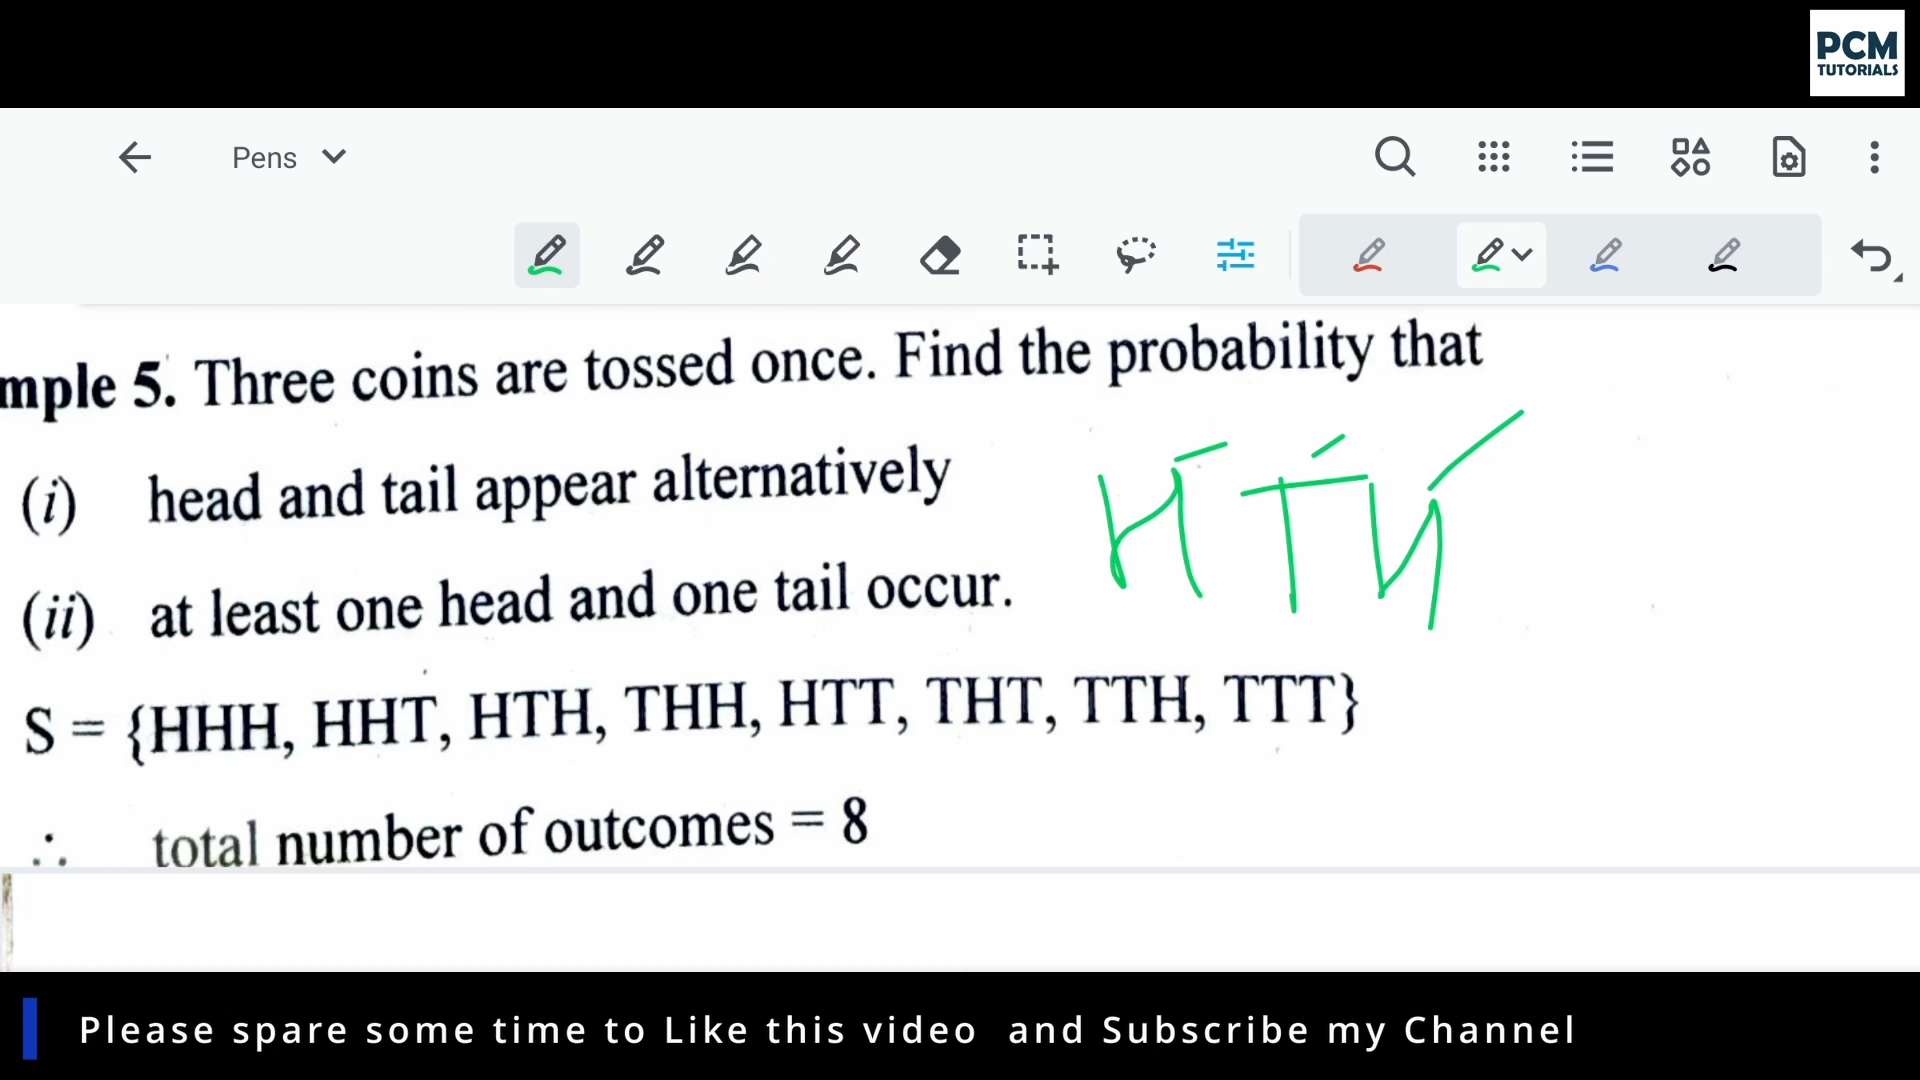 PCM
TUTORIALS
Pens
mple 5. Three coins are tossed once. Find the probability that
(i) head and tail appear alternatively
(ii) at least one head and one tail occur.
H T H
S = {HHH, HHT, HTH, THH, HTT, THT, TTH, TTT}
∴ total number of outcomes = 8
Please spare some time to Like this video and Subscribe my Channel